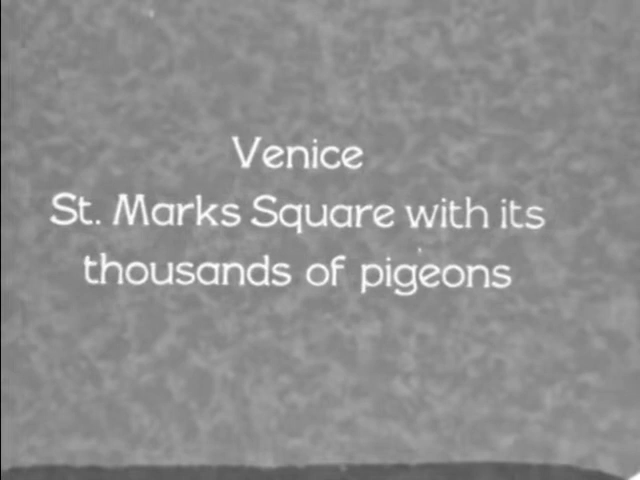 Venice
St. Marks Square with its
thousands of pigeons